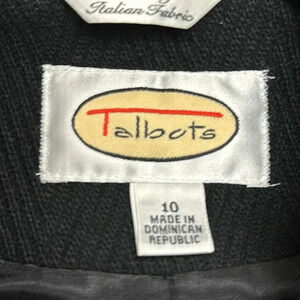 Italian Fabric
Talbots
10
MADE IN
DOMINICAN
REPUBLIC